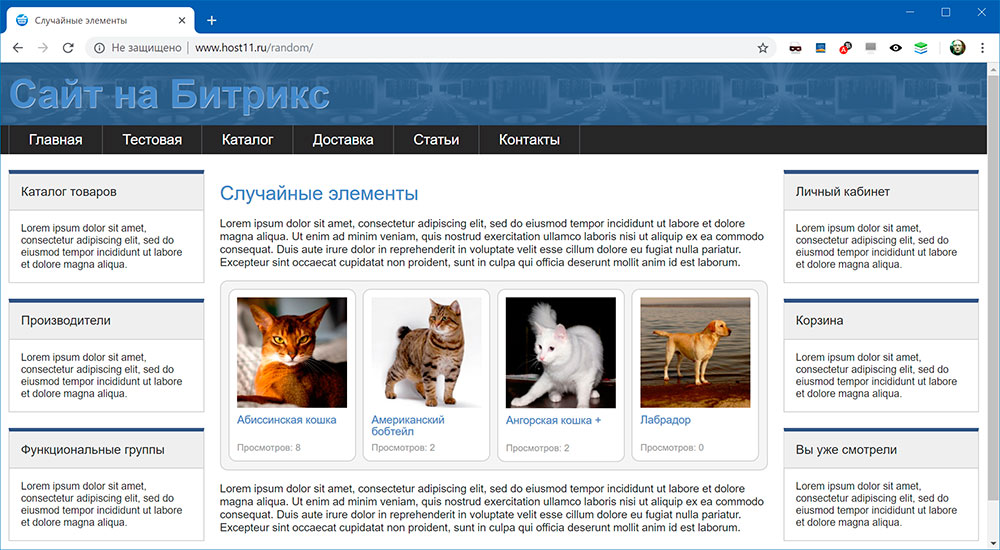 Случайные элементы
Не защищено
www.host11.ru/random/
Сайт на Битрикс
Главная
Тестовая
Каталог
Доставка
Статьи
Контакты
Каталог товаров
Lorem ipsum dolor sit amet,
consectetur adipiscing elit, sed do
eiusmod tempor incididunt ut labore
et dolore magna aliqua.
Производители
Lorem ipsum dolor sit amet,
consectetur adipiscing elit, sed do
eiusmod tempor incididunt ut labore
et dolore magna aliqua.
Функциональные группы
Lorem ipsum dolor sit amet,
consectetur adipiscing elit, sed do
eiusmod tempor incididunt ut labore
et dolore magna aliqua.
Случайные элементы
Lorem ipsum dolor sit amet, consectetur adipiscing elit, sed do eiusmod tempor incididunt ut labore et dolore
magna aliqua. Ut enim ad minim veniam, quis nostrud exercitation ullamco laboris nisi ut aliquip ex ea commodo
consequat. Duis aute irure dolor in reprehenderit in voluptate velit esse cillum dolore eu fugiat nulla pariatur.
Excepteur sint occaecat cupidatat non proident, sunt in culpa qui officia deserunt mollit anim id est laborum.
Абиссинская кошка
Просмотров: 8
Американский
бобтейл
Просмотров: 2
Ангорская кошка +
Просмотров: 2
Лабрадор
Просмотров: 0
Lorem ipsum dolor sit amet, consectetur adipiscing elit, sed do eiusmod tempor incididunt ut labore et dolore
magna aliqua. Ut enim ad minim veniam, quis nostrud exercitation ullamco laboris nisi ut aliquip ex ea commodo
consequat. Duis aute irure dolor in reprehenderit in voluptate velit esse cillum dolore eu fugiat nulla pariatur.
Excepteur sint occaecat cupidatat non proident, sunt in culpa qui officia deserunt mollit anim id est laborum.
Личный кабинет
Lorem ipsum dolor sit amet,
consectetur adipiscing elit, sed do
eiusmod tempor incididunt ut labore
et dolore magna aliqua.
Корзина
Lorem ipsum dolor sit amet,
consectetur adipiscing elit, sed do
eiusmod tempor incididunt ut labore
et dolore magna aliqua.
Вы уже смотрели
Lorem ipsum dolor sit amet,
consectetur adipiscing elit, sed do
eiusmod tempor incididunt ut labore
et dolore magna aliqua.